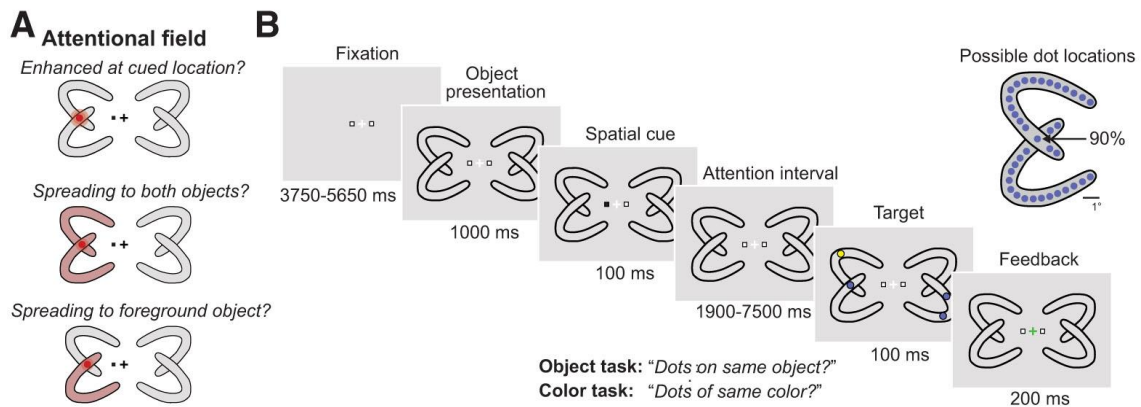 A
Attentional field
Enhanced at cued location?
Spreading to both objects?
Spreading to foreground object?
B
Fixation
3750-5650 ms
Object
presentation
1000 ms
Spatial cue
100 ms
Attention interval
1900-7500 ms
Target
100 ms
Feedback
200 ms
Possible dot locations
90%
1°
Object task: “Dots on same object?”
Color task: “Dots of same color?”